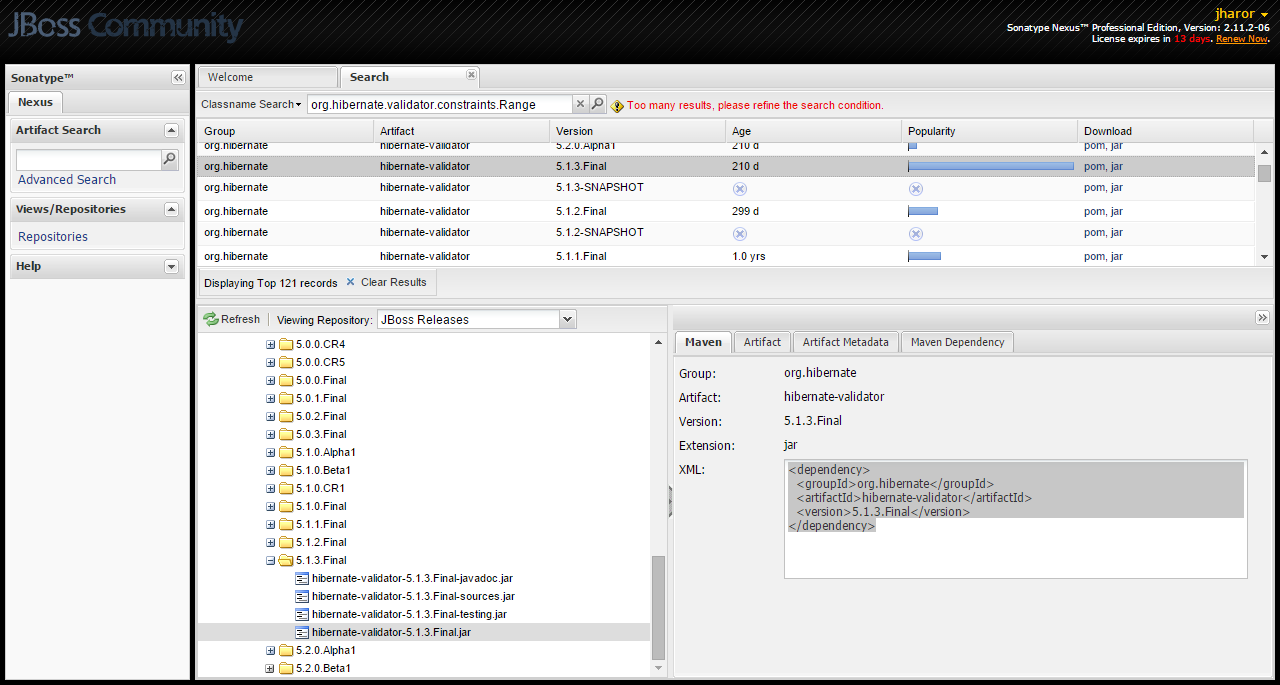 JBoss Community
jharor
Sonatype Nexus™ Professional Edition, Version: 2.11.2-06
License expires in 13 days. Renew Now.
Sonatype™
Nexus
Artifact Search
Advanced Search
Views/Repositories
Repositories
Help
Welcome
Search
Classname Search
org.hibernate.validator.constraints.Range
Too many results, please refine the search condition.
Group Artifact Version Age Popularity Download
org.hibernate hibernate-validator 5.2.0.Alpha1 210 d pom, jar
org.hibernate hibernate-validator 5.1.3.Final 210 d pom, jar
org.hibernate hibernate-validator 5.1.3-SNAPSHOT pom, jar
org.hibernate hibernate-validator 5.1.2.Final 299 d pom, jar
org.hibernate hibernate-validator 5.1.2-SNAPSHOT pom, jar
org.hibernate hibernate-validator 5.1.1.Final 1.0 yrs pom, jar
Displaying Top 121 records Clear Results
Refresh Viewing Repository: JBoss Releases
5.0.0.CR4
5.0.0.CR5
5.0.0.Final
5.0.1.Final
5.0.2.Final
5.0.3.Final
5.1.0.Alpha1
5.1.0.Beta1
5.1.0.CR1
5.1.0.Final
5.1.1.Final
5.1.2.Final
5.1.3.Final
hibernate-validator-5.1.3.Final-javadoc.jar
hibernate-validator-5.1.3.Final-sources.jar
hibernate-validator-5.1.3.Final-testing.jar
hibernate-validator-5.1.3.Final.jar
5.2.0.Alpha1
5.2.0.Beta1
Maven Artifact Artifact Metadata Maven Dependency
Group: org.hibernate
Artifact: hibernate-validator
Version: 5.1.3.Final
Extension: jar
XML: <dependency>
<groupId>org.hibernate</groupId>
<artifactId>hibernate-validator</artifactId>
<version>5.1.3.Final</version>
</dependency>